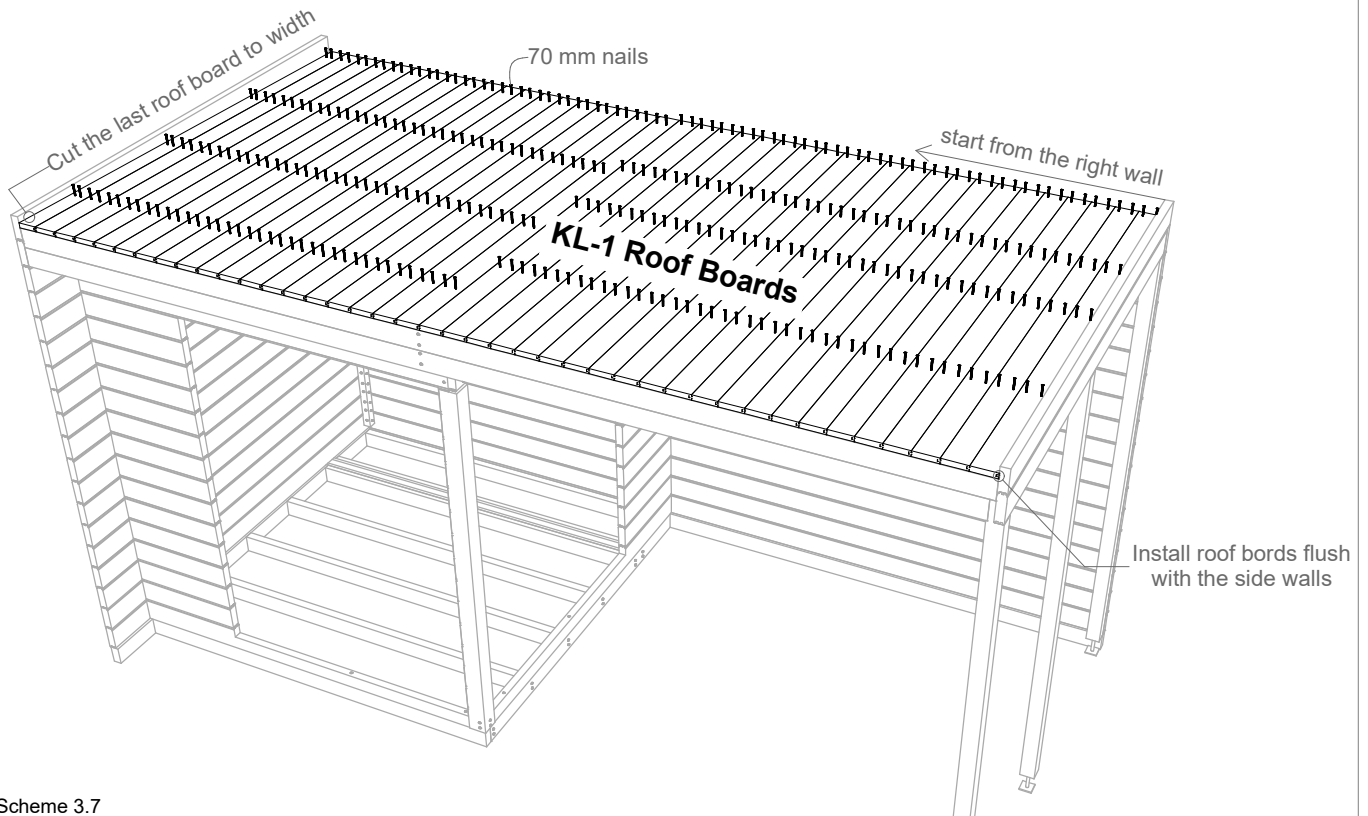 Cut the last roof board to width
70 mm nails
start from the right wall
KL-1 Roof Boards
Install roof bords flush
with the side walls
Scheme 3.7